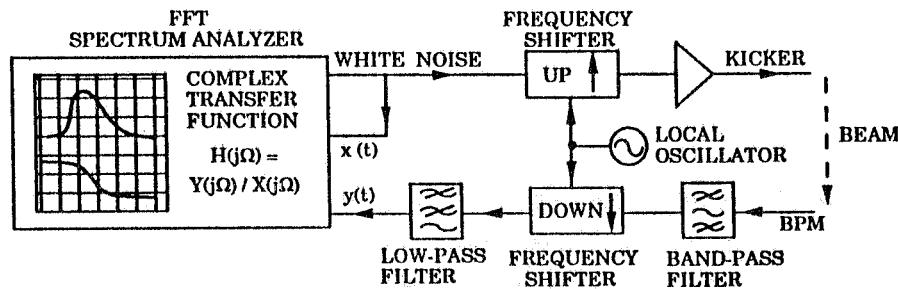 FFT
SPECTRUM ANALYZER
COMPLEX
TRANSFER
FUNCTION
H(jΩ) =
Y(jΩ) / X(jΩ)
WHITE NOISE
x (t)
y(t)
FREQUENCY
SHIFTER
UP
KICKER
LOCAL
OSCILLATOR
BEAM
DOWN
BPM
LOW-PASS
FILTER
FREQUENCY
SHIFTER
BAND-PASS
FILTER